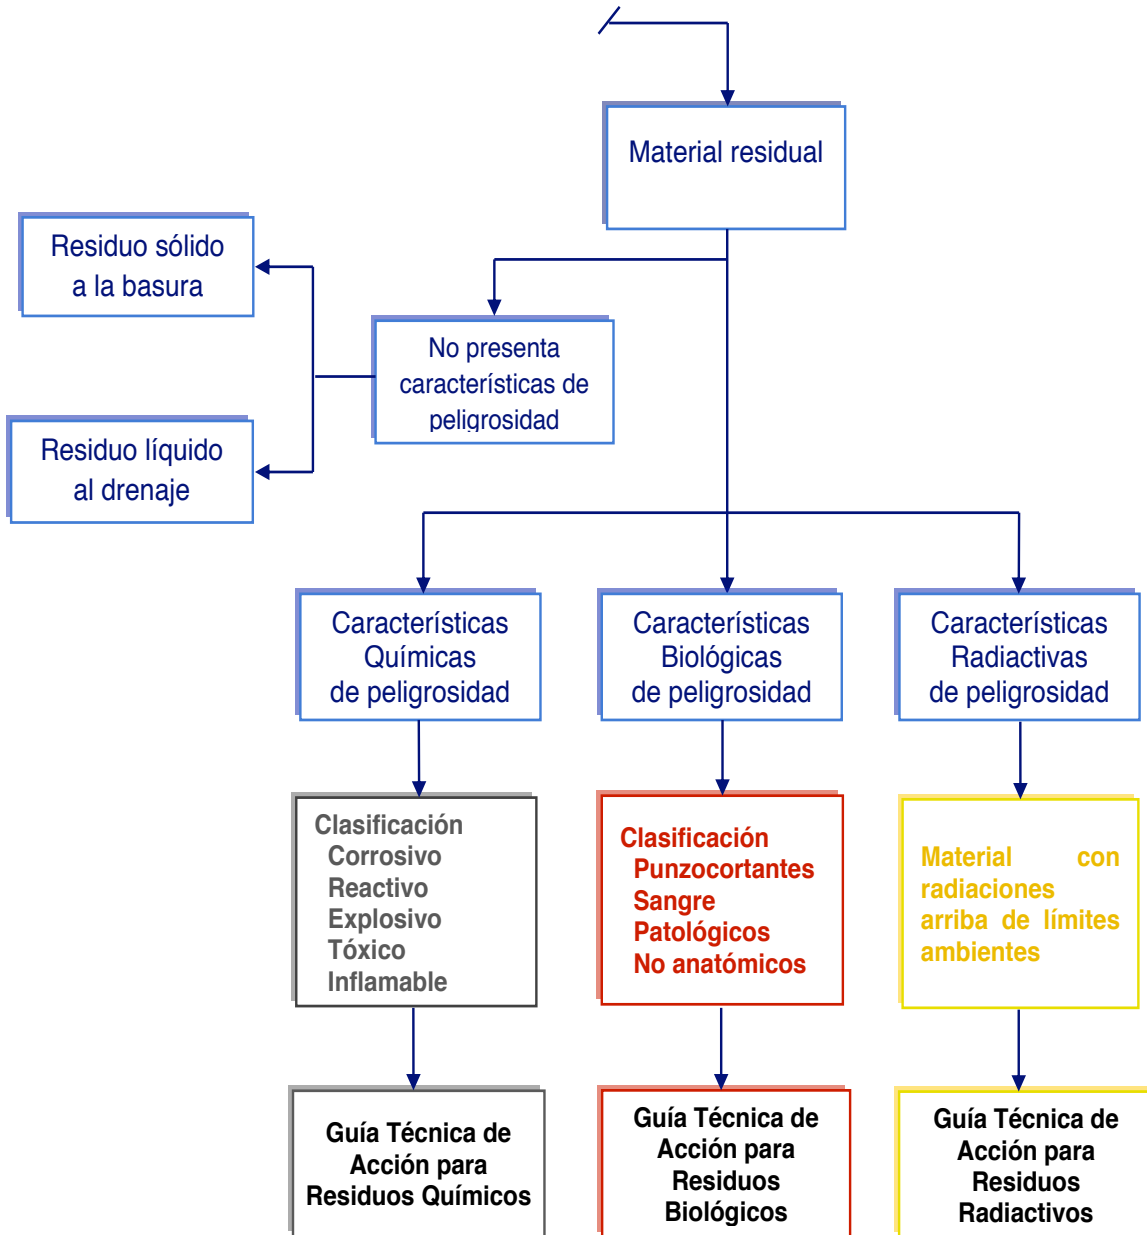 Material residual
Residuo sólido
a la basura
No presenta
características de
peligrosidad
Residuo líquido
al drenaje
Características
Químicas
de peligrosidad
Características
Biológicas
de peligrosidad
Características
Radiactivas
de peligrosidad
Clasificación
Corrosivo
Reactivo
Explosivo
Tóxico
Inflamable
Clasificación
Punzocortantes
Sangre
Patológicos
No anatómicos
Material con
radiaciones
arriba de límites
ambientes
Guía Técnica de
Acción para
Residuos Químicos
Guía Técnica de
Acción para
Residuos
Biológicos
Guía Técnica de
Acción para
Residuos
Radiactivos